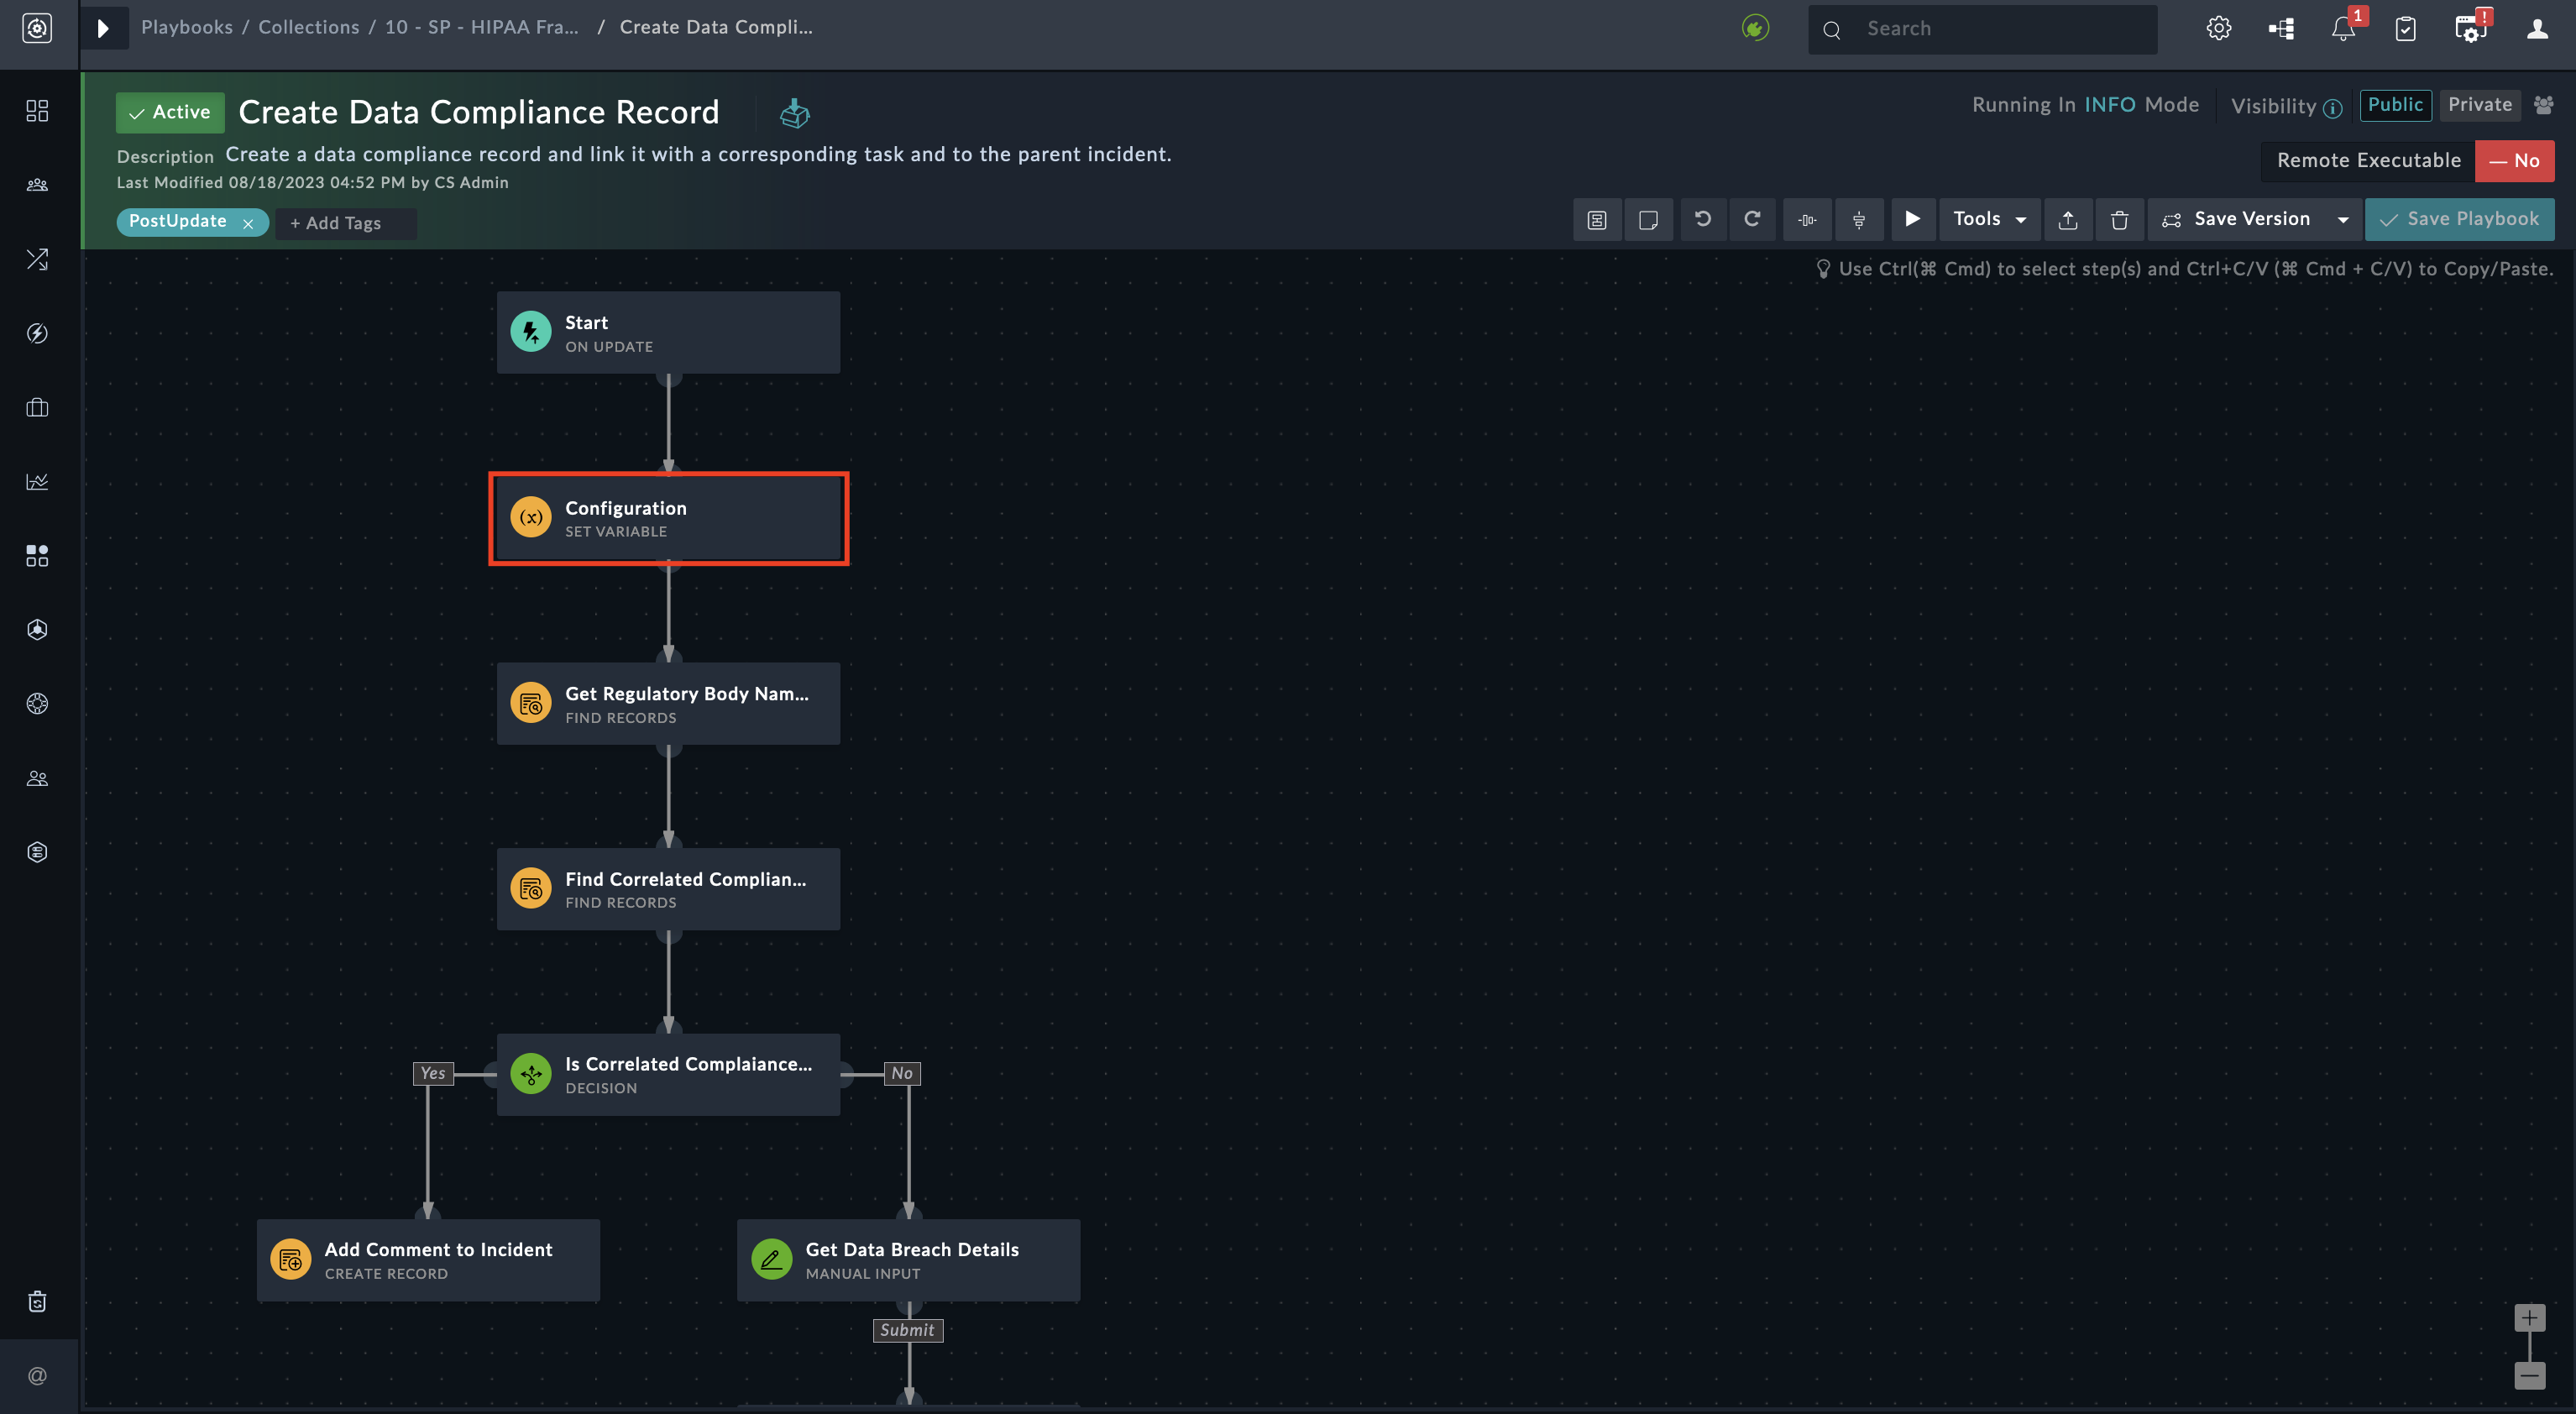 Playbooks / Collections / 10 - SP - HIPAA Fra... / Create Data Compli...
Search
1
!
Active
Create Data Compliance Record
Running In INFO Mode
Visibility
Public
Private
Description Create a data compliance record and link it with a corresponding task and to the parent incident.
Remote Executable
No
Last Modified 08/18/2023 04:52 PM by CS Admin
PostUpdate
+ Add Tags
Tools
Save Version
Save Playbook
Use Ctrl(⌘ Cmd) to select step(s) and Ctrl+C/V (⌘ Cmd + C/V) to Copy/Paste.
Start
ON UPDATE
(x)
Configuration
SET VARIABLE
Get Regulatory Body Nam...
FIND RECORDS
Find Correlated Complian...
FIND RECORDS
Yes
Is Correlated Complaiance...
DECISION
No
Add Comment to Incident
CREATE RECORD
Get Data Breach Details
MANUAL INPUT
Submit
@